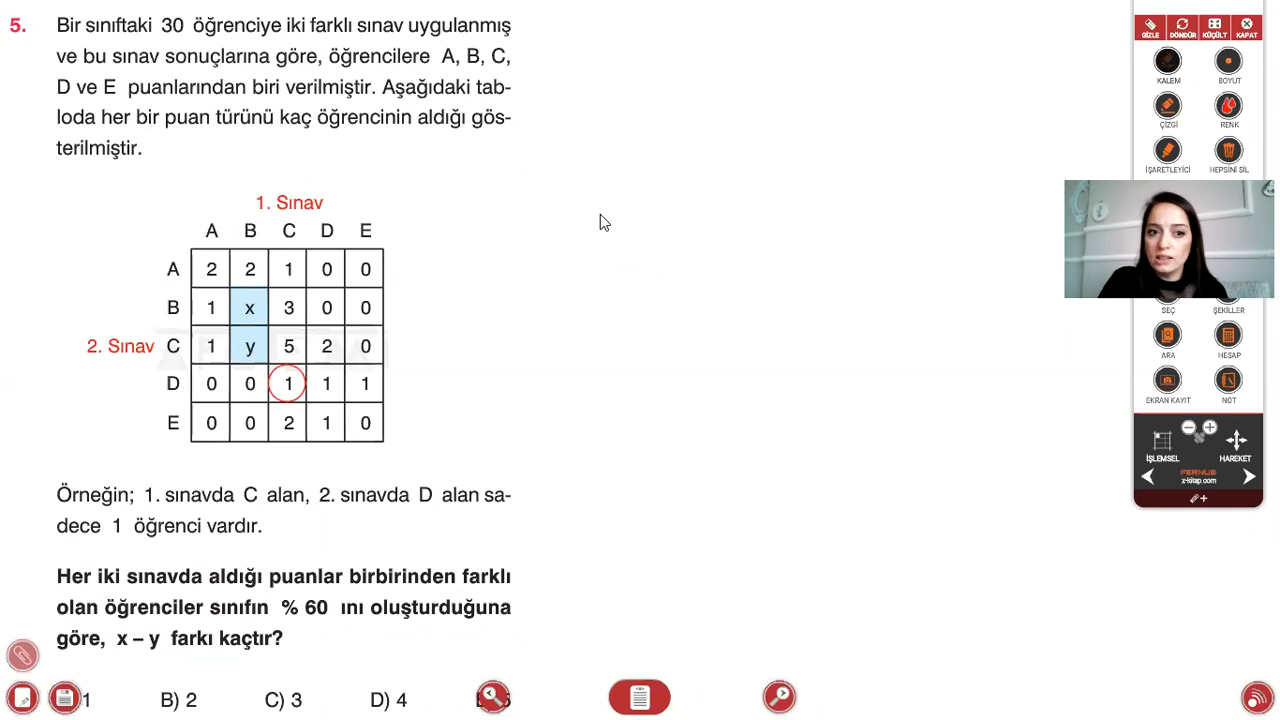 5. Bir sınıftaki 30 öğrenciye iki farklı sınav uygulanmış
ve bu sınav sonuçlarına göre, öğrencilere A, B, C,
D ve E puanlarından biri verilmiştir. Aşağıdaki tab-
loda her bir puan türünü kaç öğrencinin aldığı gös-
terilmiştir.
1. Sınav
A B C D E
A 2 2 1 0 0
B 1 x 3 0 0
2. Sınav C 1 y 5 2 0
D 0 0 1 1 1
E 0 0 2 1 0
Örneğin; 1. sınavda C alan, 2. sınavda D alan sa-
dece 1 öğrenci vardır.
Her iki sınavda aldığı puanlar birbirinden farklı
olan öğrenciler sınıfın % 60 ını oluşturduğuna
göre, x – y farkı kaçtır?
1 B) 2 C) 3 D) 4
GİZLE DÖNDÜR KÜÇÜLT KAPAT
KALEM BOYUT
ÇİZGİ RENK
İŞARETLEYİCİ HEPSİNİ SİL
SEÇ ŞEKİLLER
ARA HESAP
EKRAN KAYIT NOT
İŞLEMSEL HAREKET
FERNUS
z-kitap.com